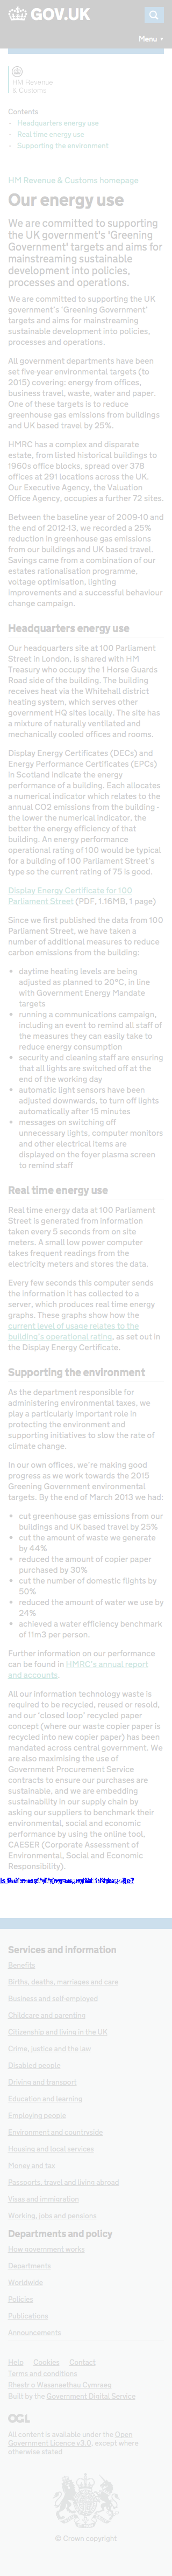 GOV.UK
Menu
HM Revenue
& Customs
Contents
Headquarters energy use
Real time energy use
Supporting the environment
HM Revenue & Customs homepage
Our energy use
We are committed to supporting
the UK government's 'Greening
Government' targets and aims for
mainstreaming sustainable
development into policies,
processes and operations.
We are committed to supporting the UK
government's 'Greening Government'
targets and aims for mainstreaming
sustainable development into policies,
processes and operations.
All government departments have been
set five-year environmental targets (to
2015) covering: energy from offices,
business travel, waste, water and paper.
One of these targets is to reduce
greenhouse gas emissions from buildings
and UK based travel by 25%.
HMRC has a complex and disparate
estate, from listed historical buildings to
1960s office blocks, spread over 378
offices at 291 locations across the UK.
Our Executive Agency, the Valuation
Office Agency, occupy a further 72 sites.
Between the baseline year of 2009-10 and
the end of 2012-13, we recorded a 25%
reduction in greenhouse gas emissions
from our buildings and UK based travel.
Savings came from a combination of our
estates rationalisation programme,
voltage optimisation, lighting
improvements and a successful behaviour
change campaign.
Headquarters energy use
Our headquarters site at 100 Parliament
Street in London, is shared with HM
Treasury who occupy the 1 Horse Guards
Road side of the building. The building
receives heat via the Whitehall district
heating system, which serves other
government HQ sites locally. The site has
a mixture of naturally ventilated and
mechanically cooled offices and rooms.
Display Energy Certificates (DECs) and
Energy Performance Certificates (EPCs)
in Scotland indicate the energy
performance of a building. Each allocates
a numerical indicator which relates to the
annual CO2 emissions from the building -
the lower the numerical indicator, the
better the energy efficiency of that
building. An energy performance
operational rating of 100 would be typical
for a building of 100 Parliament Street's
type so the current rating of 75 is good.
Display Energy Certificate for 100
Parliament Street (PDF, 1.16MB, 1 page)
Since we first published the data from 100
Parliament Street, we have taken a
number of additional measures to reduce
carbon emissions from the building:
daytime heating levels are being
adjusted to planned to 20°C, in line
with Government Energy Mandate
targets
running a communications campaign,
including an event to remind all staff of
the measures they can easily take to
reduce energy consumption
security and cleaning staff are ensuring
that all lights are switched off at the
end of the working day
automatic light sensors have been
adjusted downwards, to turn off lights
automatically after 15 minutes
messages on switching off
unnecessary lights, computer monitors
and other electrical items are
displayed on the foyer plasma screen
to remind staff
Real time energy use
Real time energy data at 100 Parliament
Street is generated from information
taken every 5 seconds from on site
meters. A small low power computer
takes frequent readings from the
electricity meters and stores the data.
Every few seconds this computer sends
the information it has collected to a
server, which produces real time energy
graphs. These graphs show how the
current level of usage relates to the
building's operational rating, as set out in
the Display Energy Certificate.
Supporting the environment
As the department responsible for
administering environmental taxes, we
play a particularly important role in
protecting the environment and
supporting initiatives to slow the rate of
climate change.
In our own offices, we're making good
progress as we work towards the 2015
Greening Government environmental
targets. By the end of March 2013 we had:
cut greenhouse gas emissions from our
buildings and UK based travel by 25%
cut the amount of waste we generate
by 44%
reduced the amount of copier paper
purchased by 30%
cut the number of domestic flights by
50%
reduced the amount of water we use by
24%
achieved a water efficiency benchmark
of 11m3 per person.
Further information on our performance
can be found in HMRC's annual report
and accounts.
All our Information technology waste is
required to be recycled, reused or resold,
and our 'closed loop' recycled paper
concept (where our waste copier paper is
recycled into new copier paper) has been
introduced across central government. We
are also maximising the use of
Government Procurement Service
contracts that ensure our purchases are
sustainable, and we are embedding
sustainability in to our supply chain by
asking our suppliers to demonstrate their
environmental, social, economic and
policy performance by using the online
tool, CAESER (Corporate Assessment of
Environmental Social Economic
Responsibility).
Services and information
Benefits
Births, deaths, marriages and care
Business and self-employed
Childcare and parenting
Citizenship and living in the UK
Crime, justice and the law
Disabled people
Driving and transport
Education and learning
Employing people
Environment and countryside
Housing and local services
Money and tax
Passports, travel and living abroad
Visas and immigration
Working, jobs and pensions
Departments and policy
How government works
Departments
Worldwide
Policies
Publications
Announcements
Help Cookies Contact
Terms and conditions
Rhestr o Wasanaethau Cymraeg
Built by the Government Digital Service
OGL
All content is available under the Open
Government Licence v3.0, except where
otherwise stated
© Crown copyright